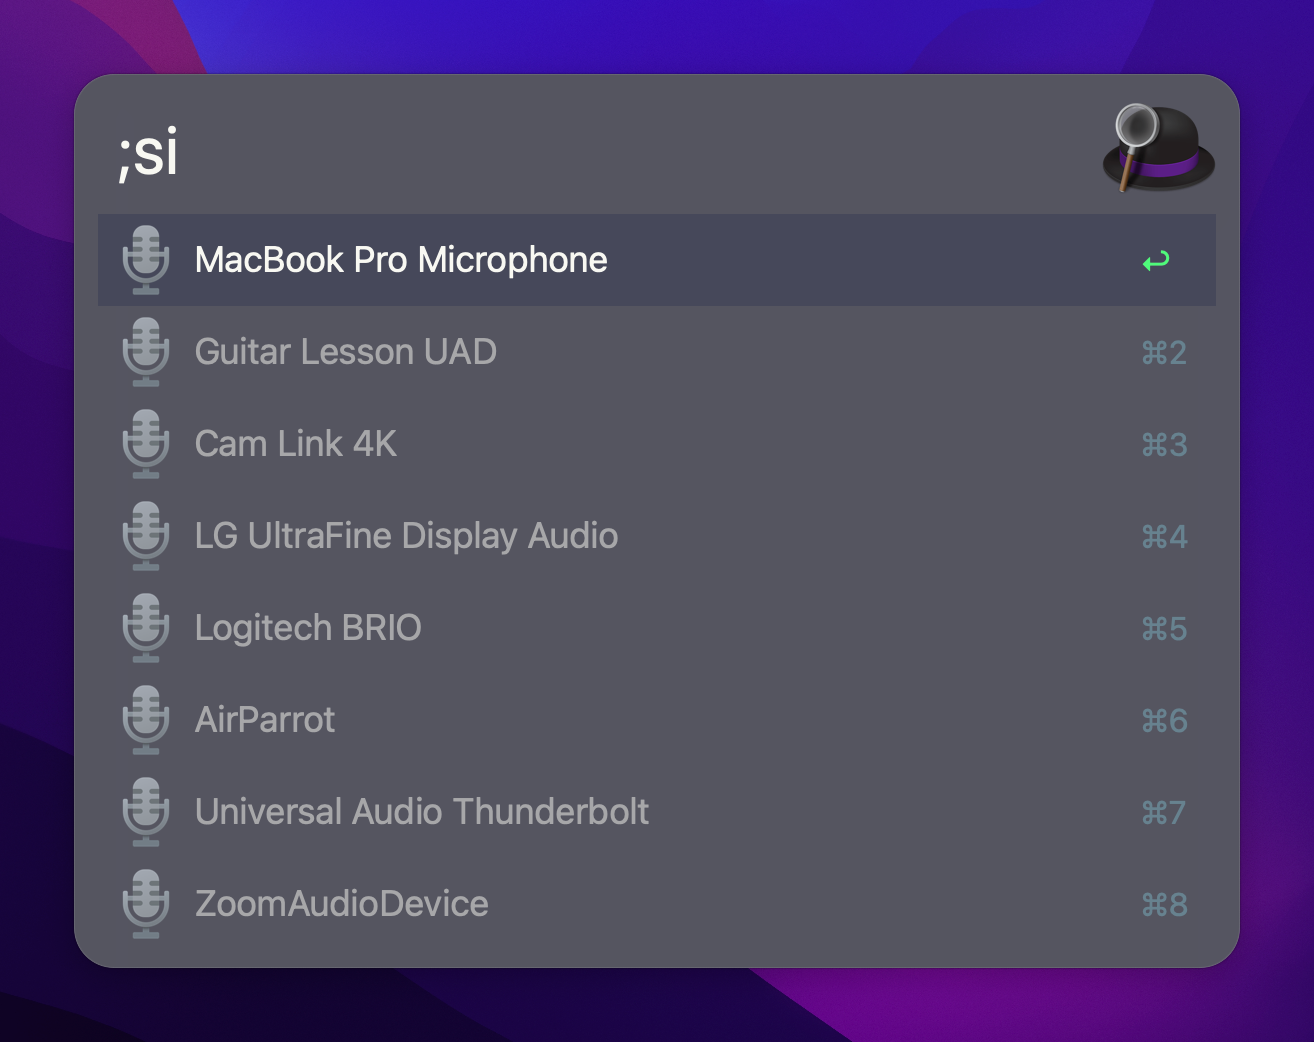 ;si
MacBook Pro Microphone ↩
Guitar Lesson UAD ⌘2
Cam Link 4K ⌘3
LG UltraFine Display Audio ⌘4
Logitech BRIO ⌘5
AirParrot ⌘6
Universal Audio Thunderbolt ⌘7
ZoomAudioDevice ⌘8